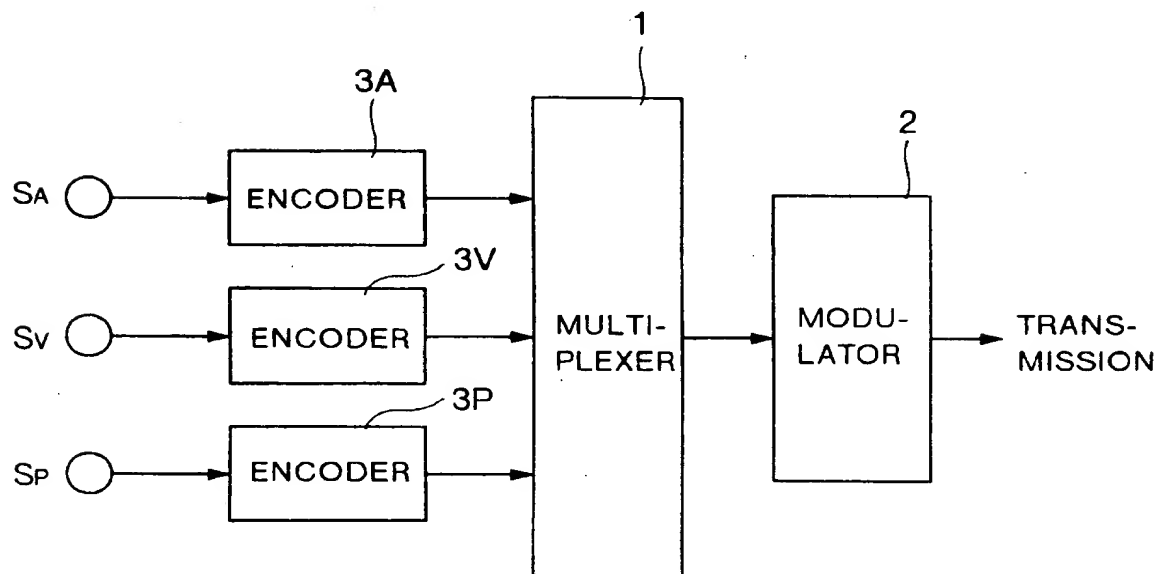 1
3A
2
SA
ENCODER
3V
SV
ENCODER
MULTI-
PLEXER
MODU-
LATOR
TRANS-
MISSION
3P
SP
ENCODER